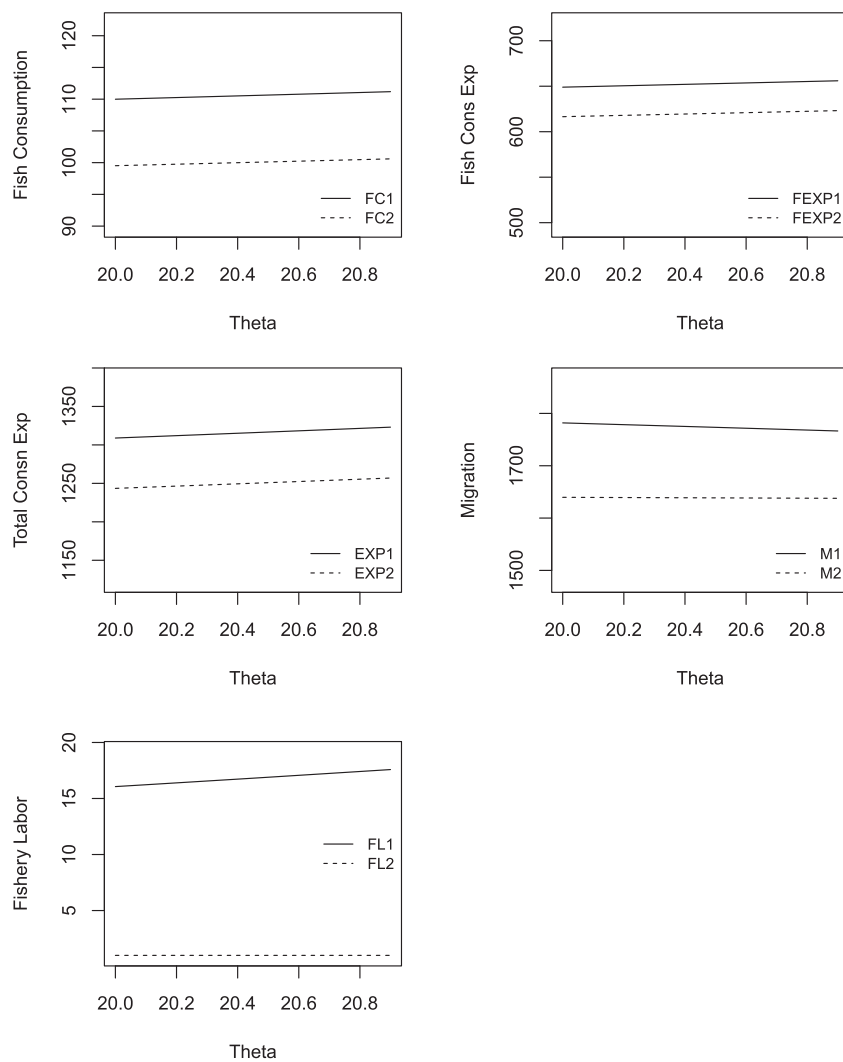 Fish Consumption
120
110
100
90
FC1
FC2
20.0 20.2 20.4 20.6 20.8
Theta
Fish Cons Exp
700
600
500
FEXP1
FEXP2
20.0 20.2 20.4 20.6 20.8
Theta
Total Consn Exp
1350
1250
1150
EXP1
EXP2
20.0 20.2 20.4 20.6 20.8
Theta
Migration
1700
1500
M1
M2
20.0 20.2 20.4 20.6 20.8
Theta
Fishery Labor
20
15
10
5
FL1
FL2
20.0 20.2 20.4 20.6 20.8
Theta